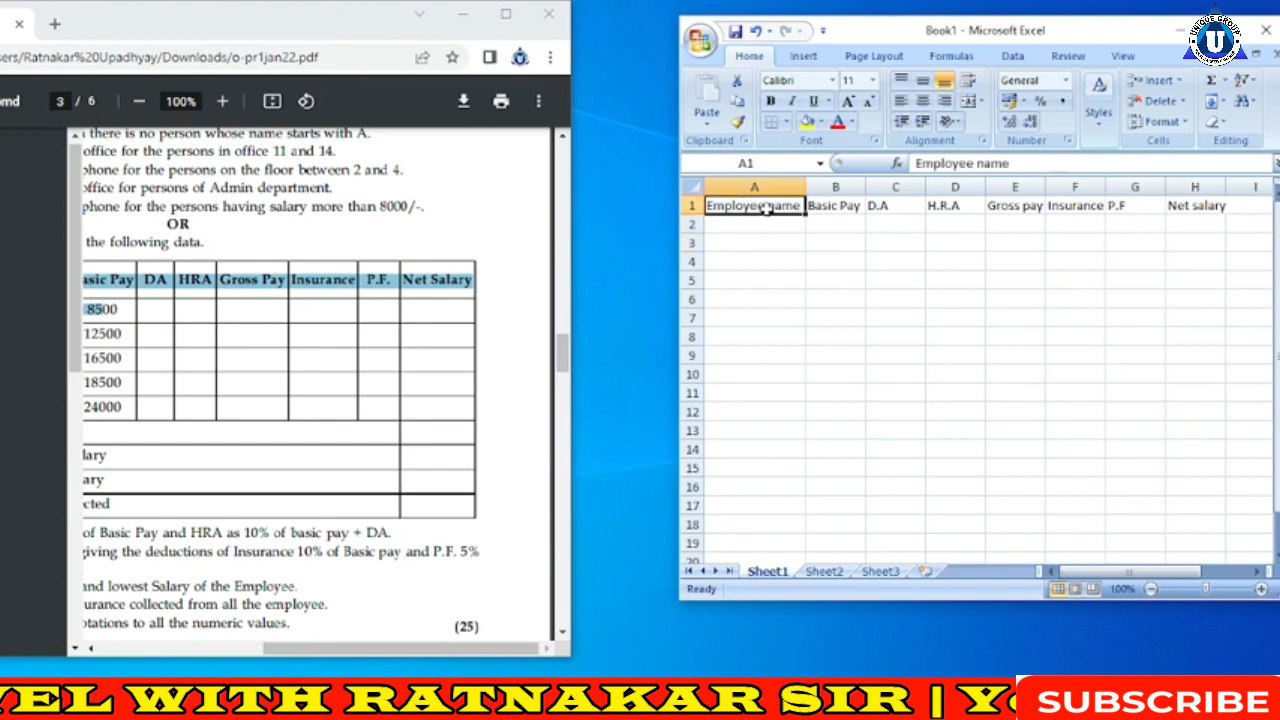 Book1 - Microsoft Excel
UNIQUE GROUP
U
sers/Ratnakar%20Upadhyay/Downloads/o-pr1jan22.pdf
Home Insert Page Layout Formulas Data Review View
3 / 6 100%
Paste
Calibri 11
B I U
General
%
Styles
Insert
Delete
Format
Clipboard Font Alignment Number Cells Editing
A1 fx Employee name
A B C D E F G H I
1 Employee name Basic Pay D.A H.R.A Gross pay Insurance P.F Net salary
2
3
4
5
6
7
8
9
10
11
12
13
14
15
16
17
18
19
20
Sheet1 Sheet2 Sheet3
Ready 100%
there is no person whose name starts with A.
office for the persons in office 11 and 14.
phone for the persons on the floor between 2 and 4.
office for persons of Admin department.
phone for the persons having salary more than 8000/-.
OR
the following data.
asic Pay DA HRA Gross Pay Insurance P.F. Net Salary
8500
12500
16500
18500
24000
lary
ary
cted
of Basic Pay and HRA as 10% of basic pay + DA.
giving the deductions of Insurance 10% of Basic pay and P.F. 5%
and lowest Salary of the Employee.
urance collected from all the employee.
otations to all the numeric values.
(25)
VEL WITH RATNAKAR SIR | Y
SUBSCRIBE